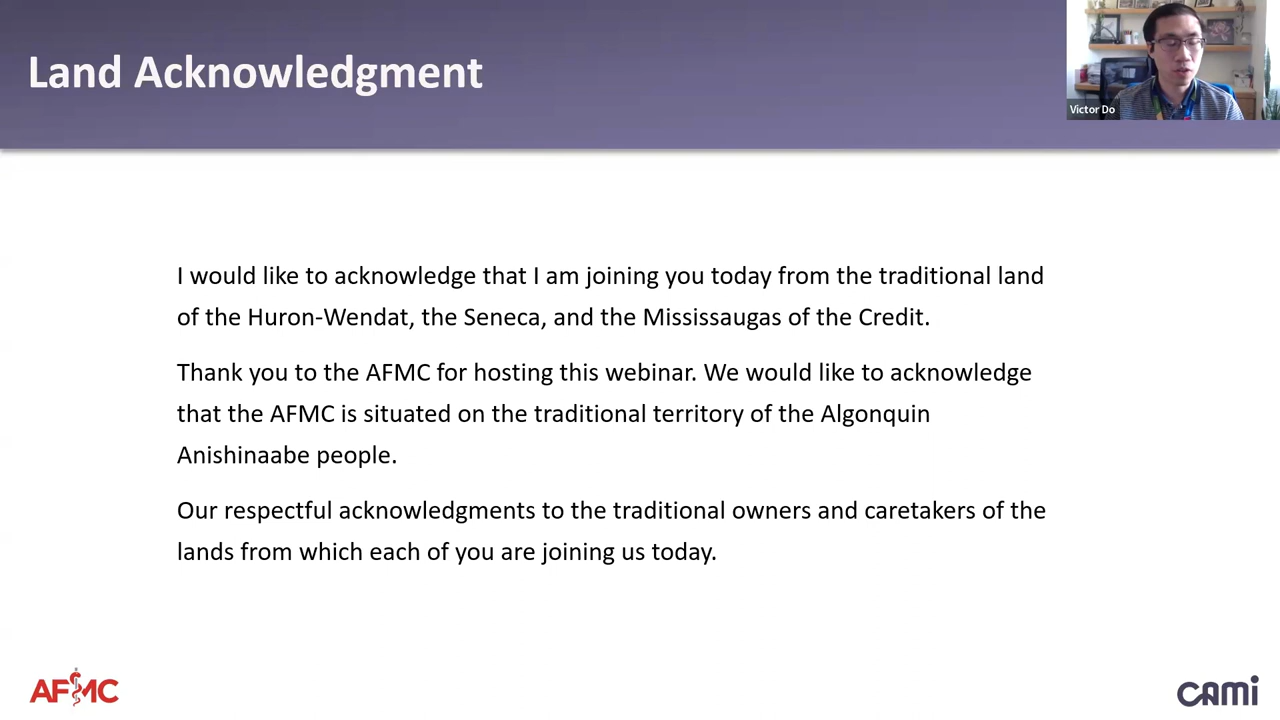 Land Acknowledgment
Victor Do
I would like to acknowledge that I am joining you today from the traditional land
of the Huron-Wendat, the Seneca, and the Mississaugas of the Credit.
Thank you to the AFMC for hosting this webinar. We would like to acknowledge
that the AFMC is situated on the traditional territory of the Algonquin
Anishinaabe people.
Our respectful acknowledgments to the traditional owners and caretakers of the
lands from which each of you are joining us today.
AFMC
CAMI